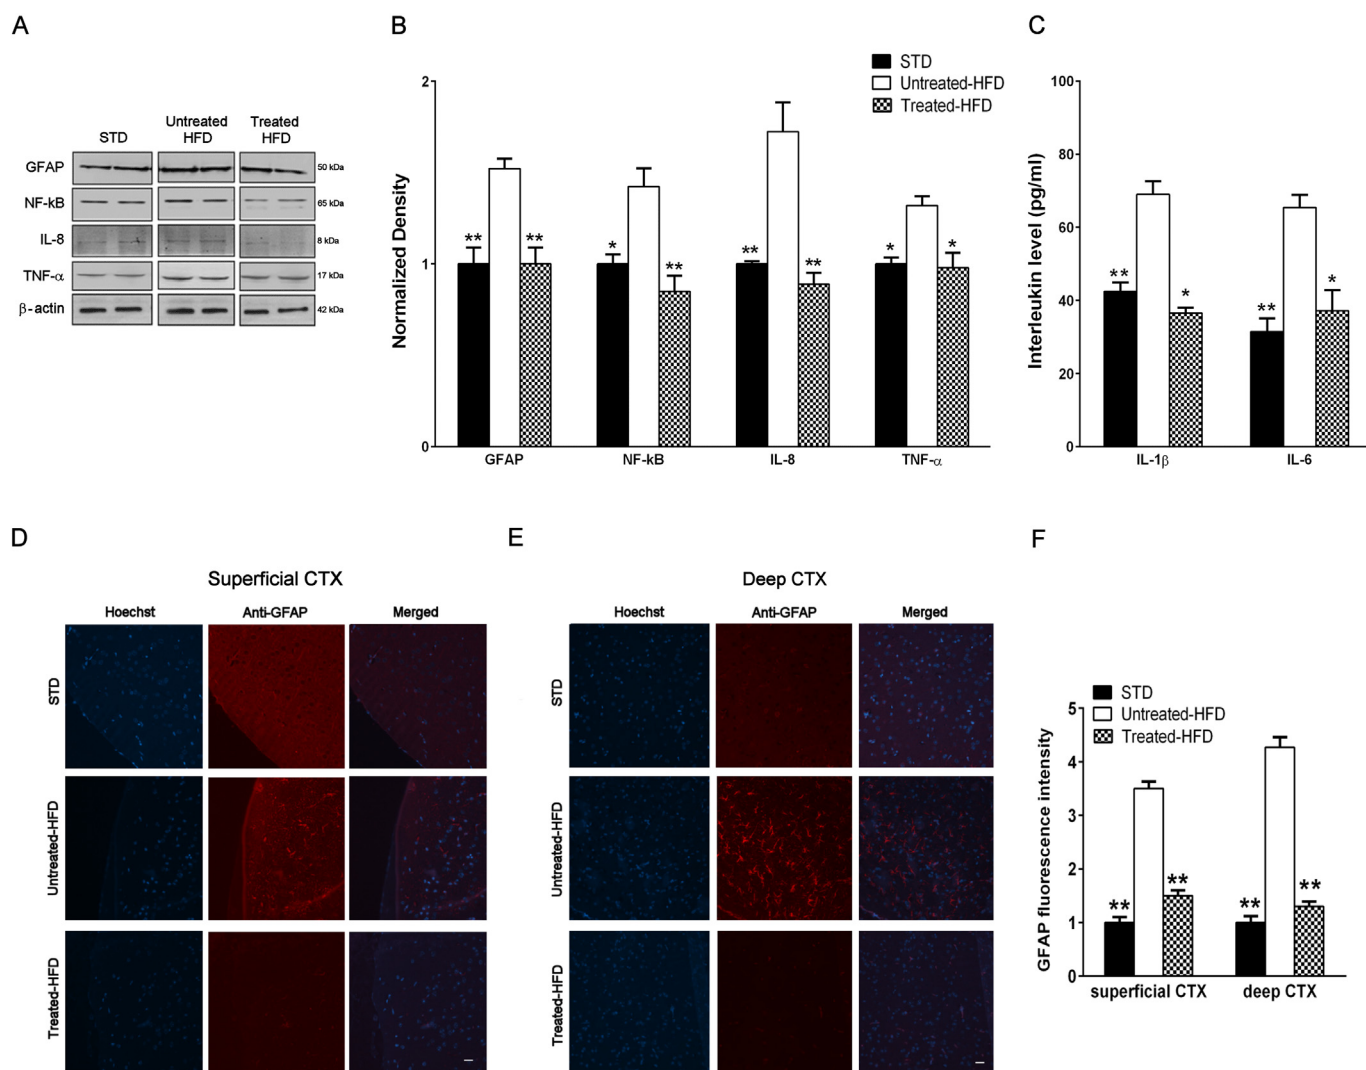 A
Untreated Treated
STD HFD HFD
GFAP 50 kDa
NF-kB 65 kDa
IL-8 8 kDa
TNF-α 17 kDa
β-actin 42 kDa
B
STD
Untreated-HFD
Treated-HFD
Normalized Density
2
1
0
** ** * ** ** ** * *
GFAP NF-kB IL-8 TNF-α
C
Interleukin level (pg/ml)
100
80
60
40
20
0
** * ** *
IL-1β IL-6
D
Superficial CTX
Hoechst Anti-GFAP Merged
STD
Untreated-HFD
Treated-HFD
E
Deep CTX
Hoechst Anti-GFAP Merged
STD
Untreated-HFD
Treated-HFD
F
STD
Untreated-HFD
Treated-HFD
GFAP fluorescence intensity
5
4
3
2
1
0
** ** ** **
superficial CTX deep CTX